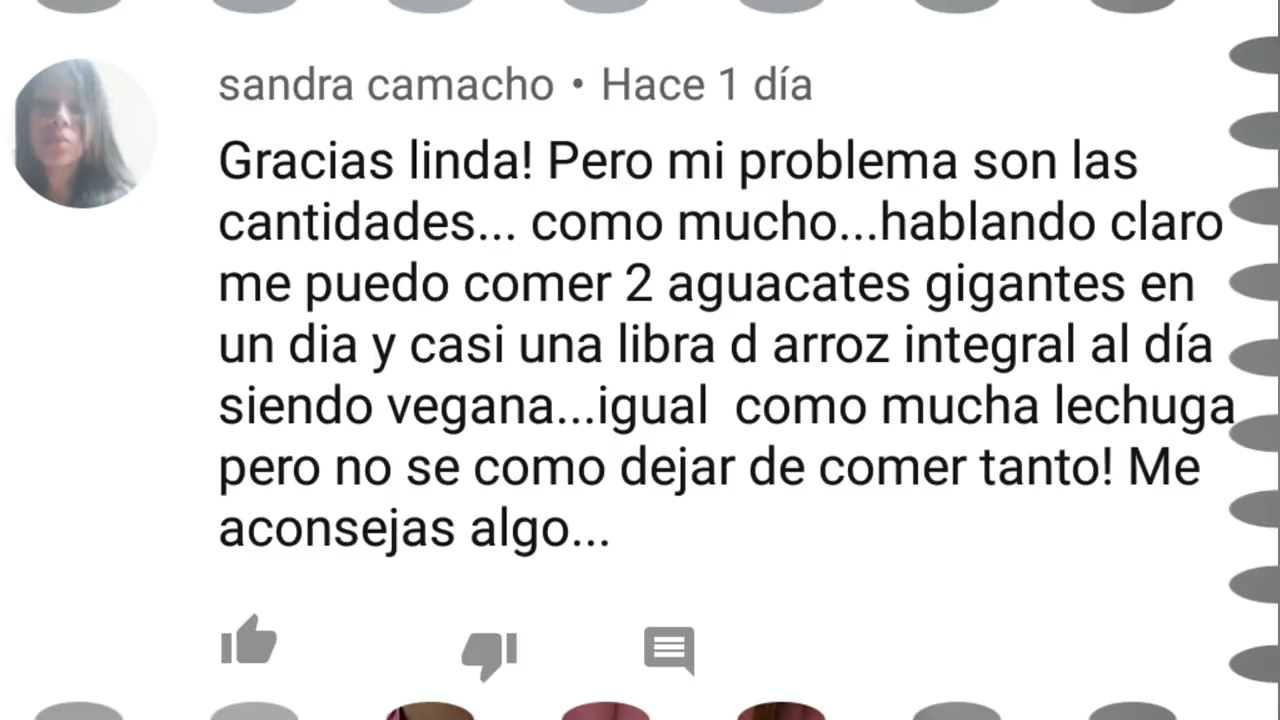 sandra camacho • Hace 1 día
Gracias linda! Pero mi problema son las
cantidades... como mucho...hablando claro
me puedo comer 2 aguacates gigantes en
un dia y casi una libra d arroz integral al día
siendo vegana...igual  como mucha lechuga
pero no se como dejar de comer tanto! Me
aconsejas algo...